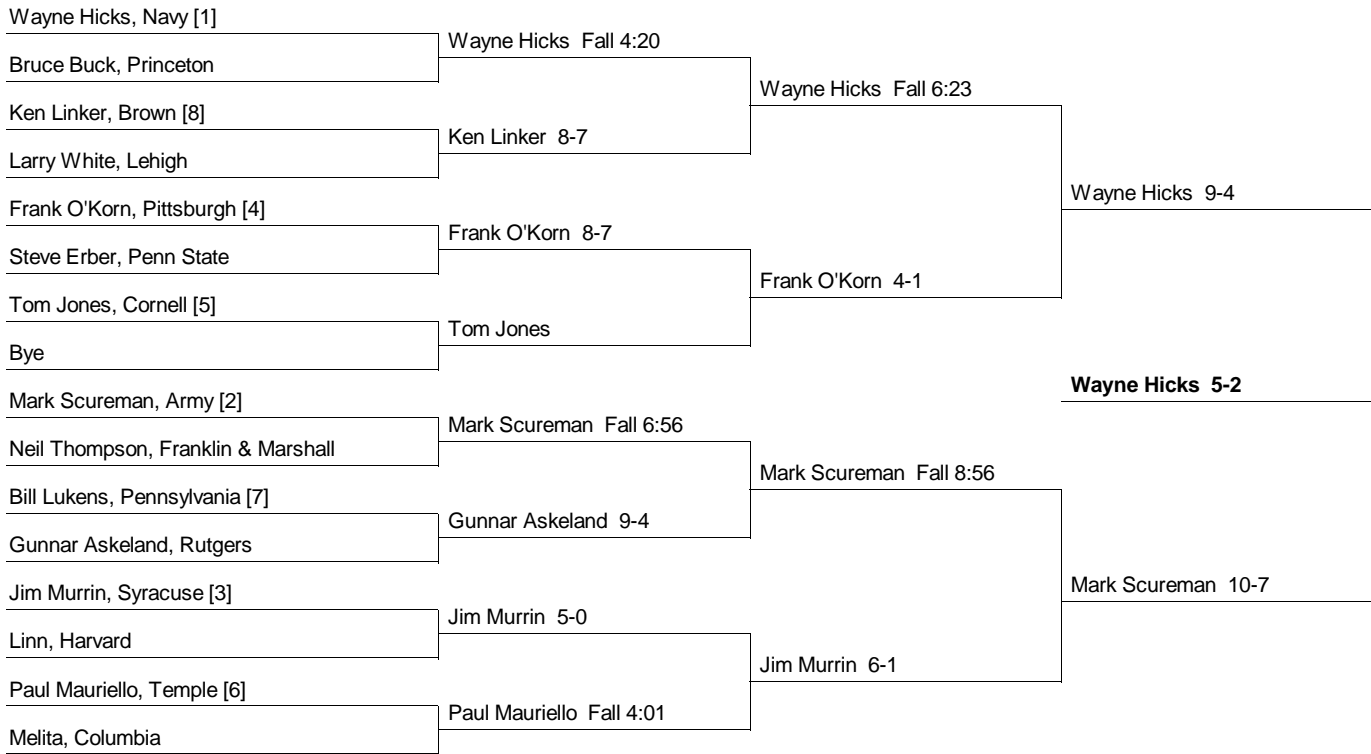 Wayne Hicks, Navy [1]
Bruce Buck, Princeton
Ken Linker, Brown [8]
Larry White, Lehigh
Frank O'Korn, Pittsburgh [4]
Steve Erber, Penn State
Tom Jones, Cornell [5]
Bye
Mark Scureman, Army [2]
Neil Thompson, Franklin & Marshall
Bill Lukens, Pennsylvania [7]
Gunnar Askeland, Rutgers
Jim Murrin, Syracuse [3]
Linn, Harvard
Paul Mauriello, Temple [6]
Melita, Columbia
Wayne Hicks Fall 4:20
Ken Linker 8-7
Frank O'Korn 8-7
Tom Jones
Mark Scureman Fall 6:56
Gunnar Askeland 9-4
Jim Murrin 5-0
Paul Mauriello Fall 4:01
Wayne Hicks Fall 6:23
Frank O'Korn 4-1
Mark Scureman Fall 8:56
Jim Murrin 6-1
Wayne Hicks 9-4
Mark Scureman 10-7
Wayne Hicks 5-2